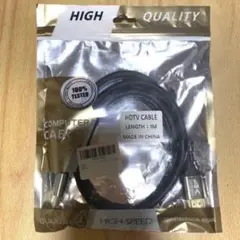 HIGH QUALITY
100%
TESTED
HDTV CABLE
LENGTH : 1M
MADE IN CHINA
COMPUTER
CABLE
HIGH-SPEED